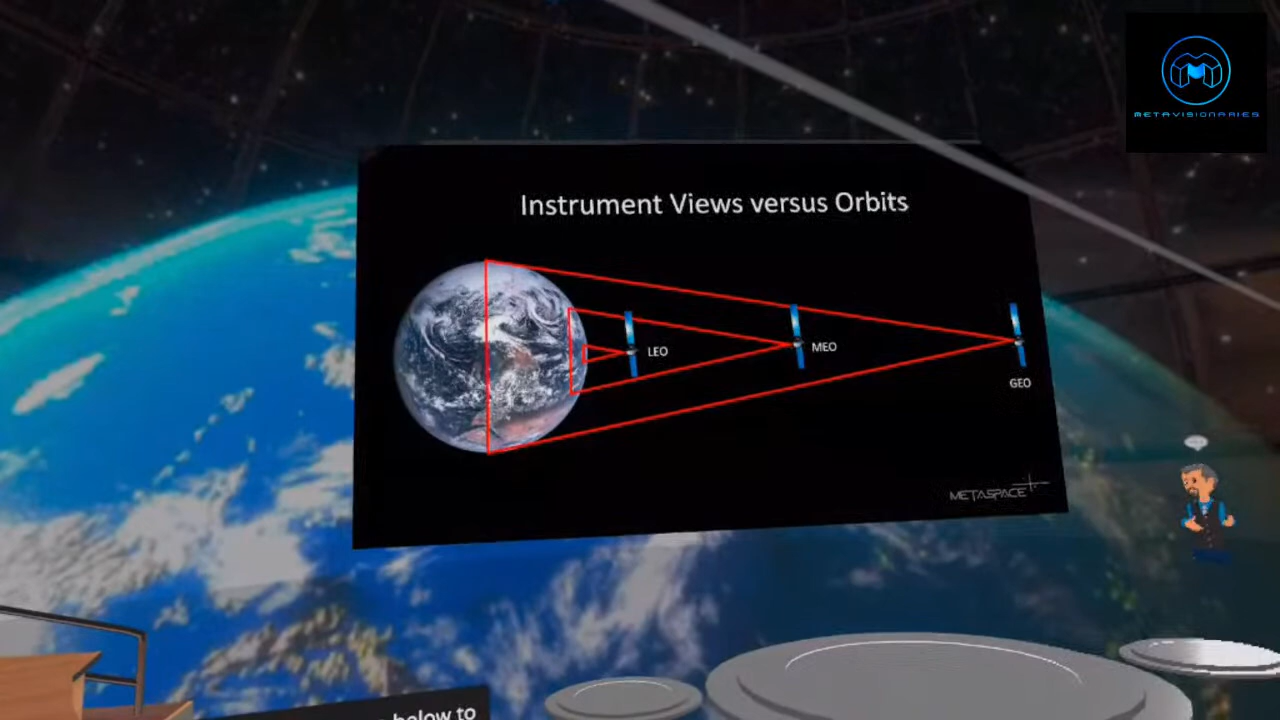 METAVISIONARIES
Instrument Views versus Orbits
LEO
MEO
GEO
METASPACE
below to